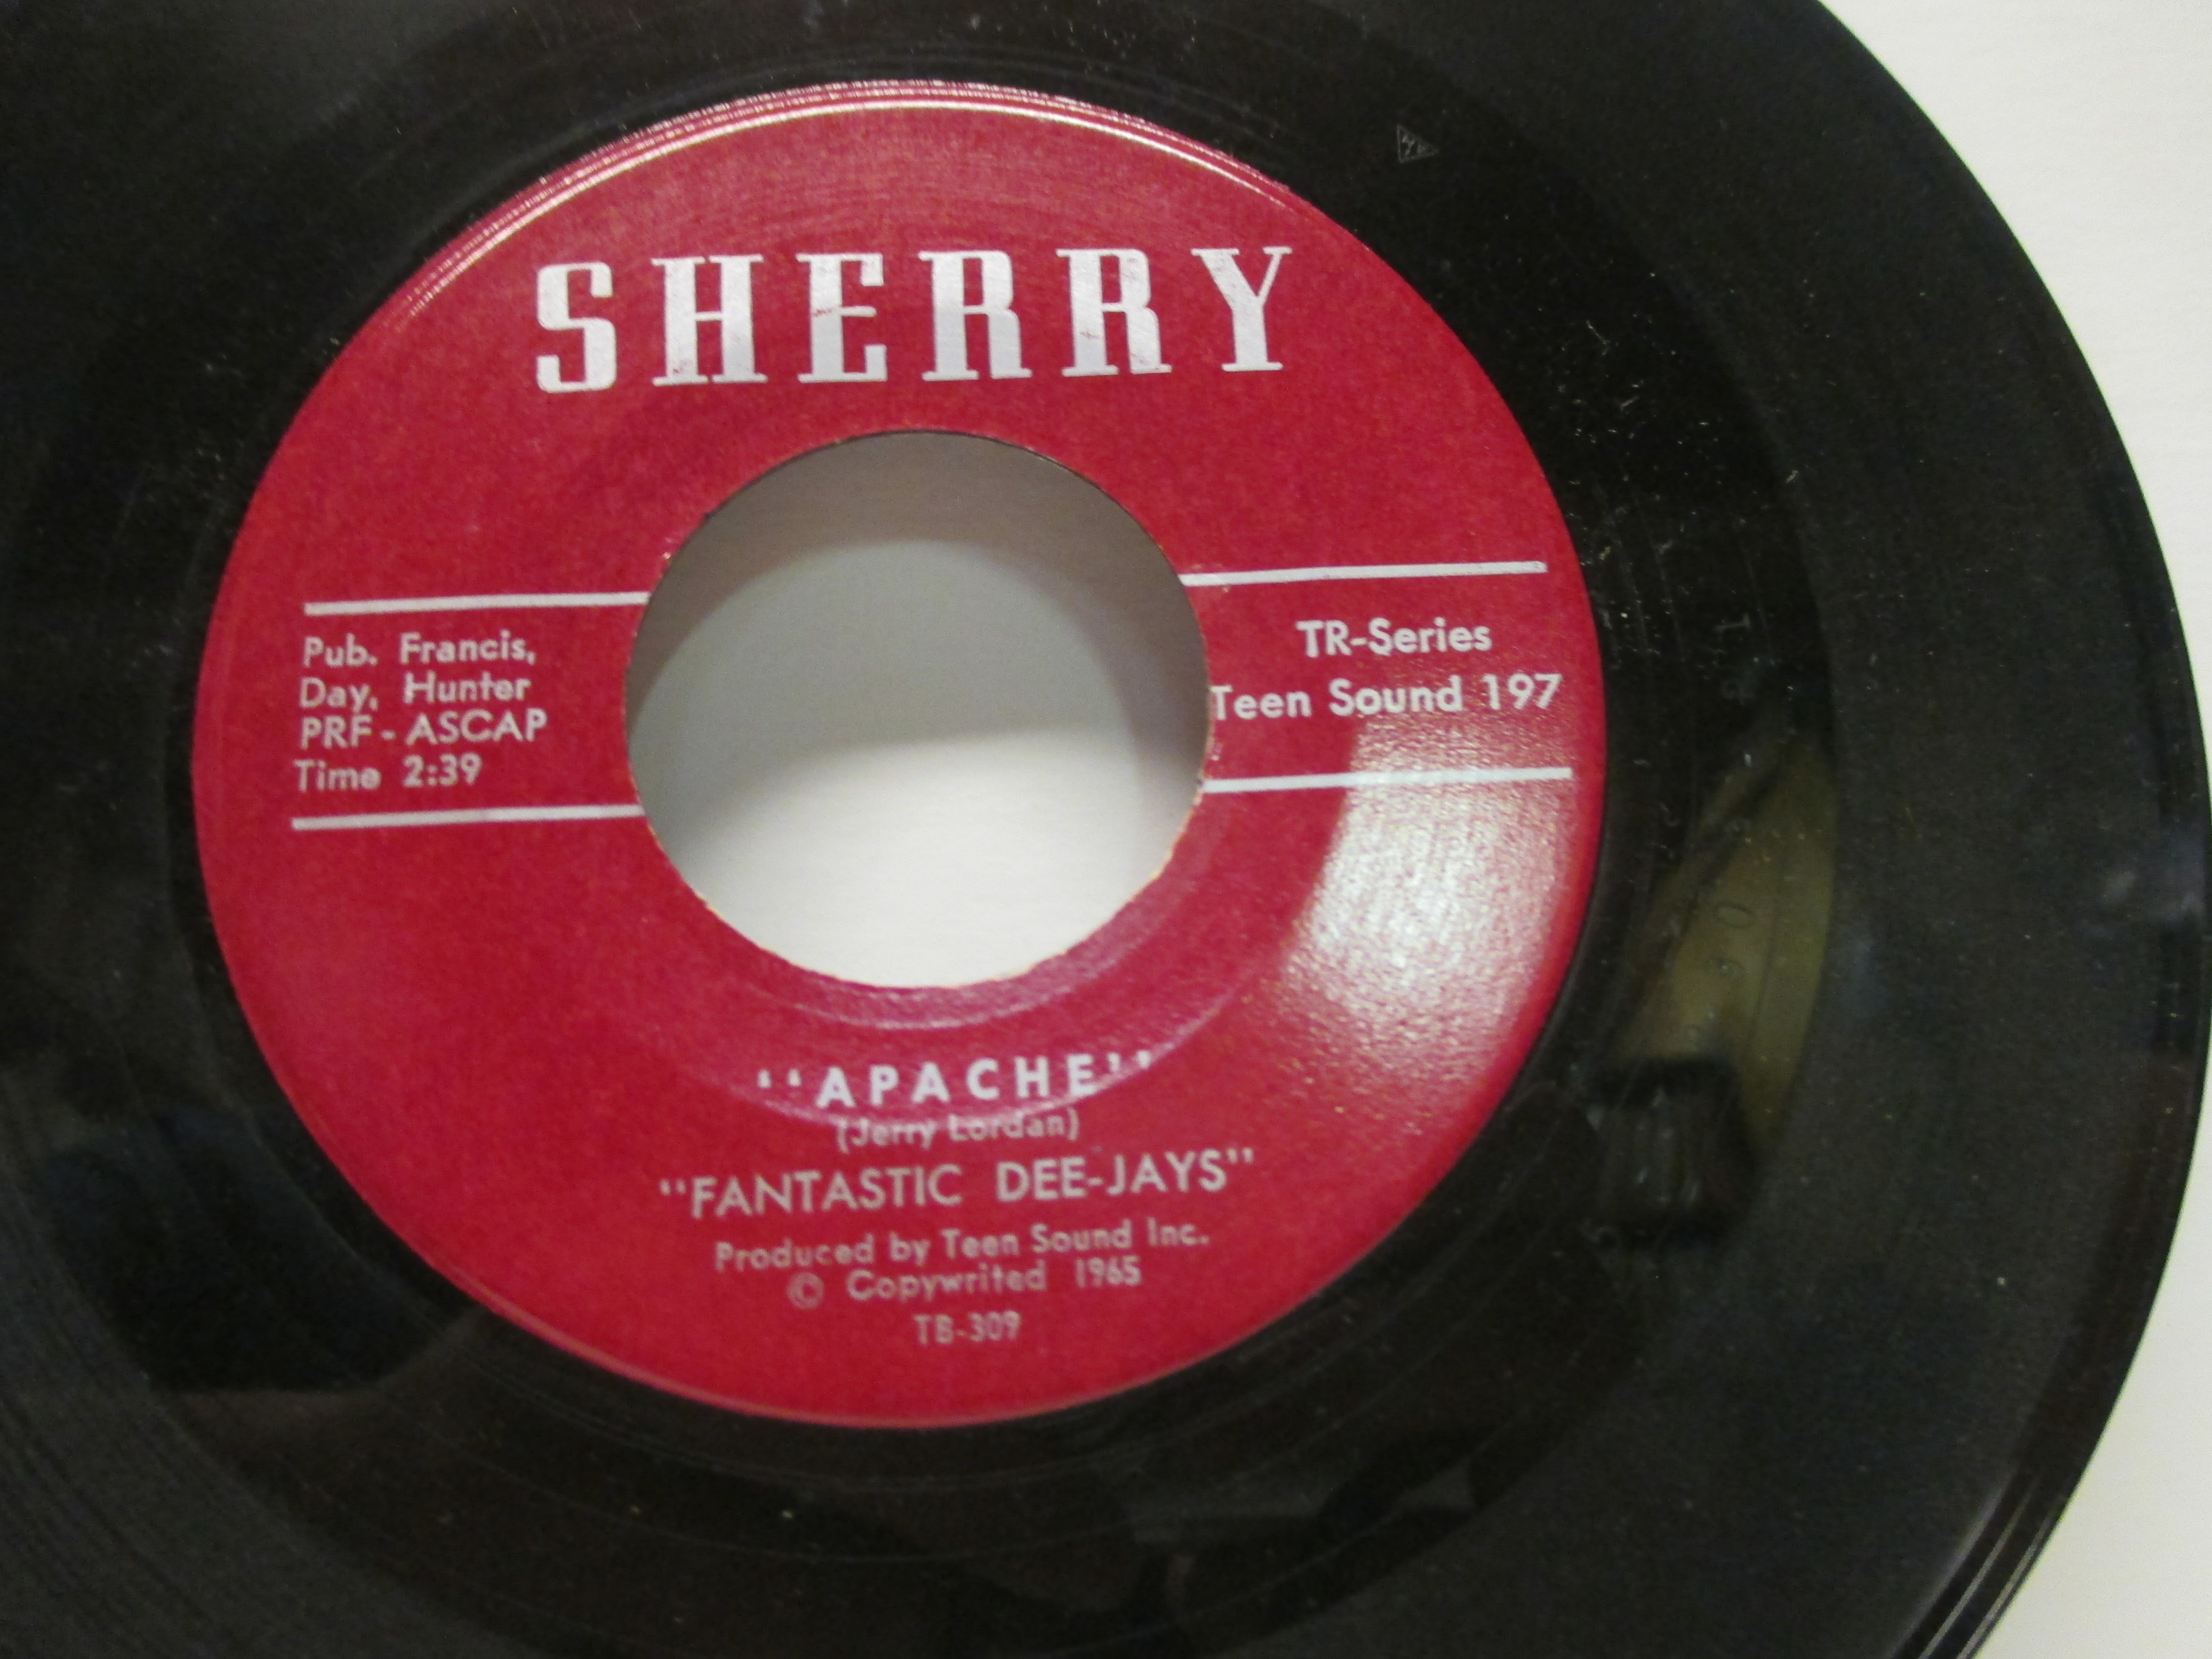 SHERRY
Pub. Francis,
Day, Hunter
PRF - ASCAP
Time 2:39
TR-Series
Teen Sound 197
"APACHE"
(Jerry Lordan)
"FANTASTIC DEE-JAYS"
Produced by Teen Sound Inc.
© Copywrited 1965
TB-309